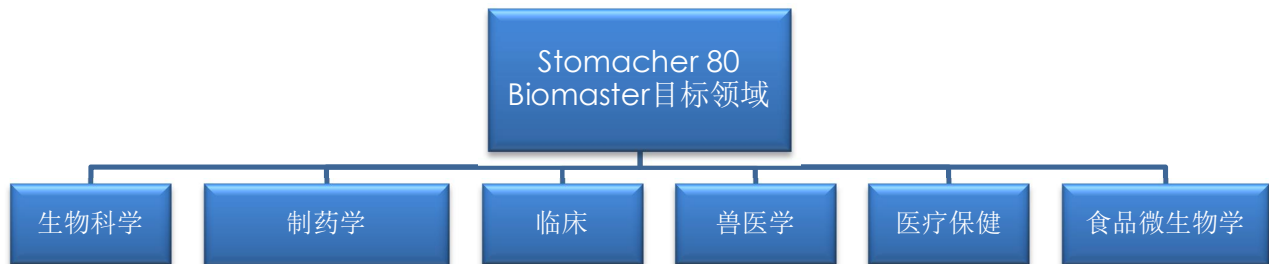 Stomacher 80
Biomaster目标领域
生物科学
制药学
临床
兽医学
医疗保健
食品微生物学